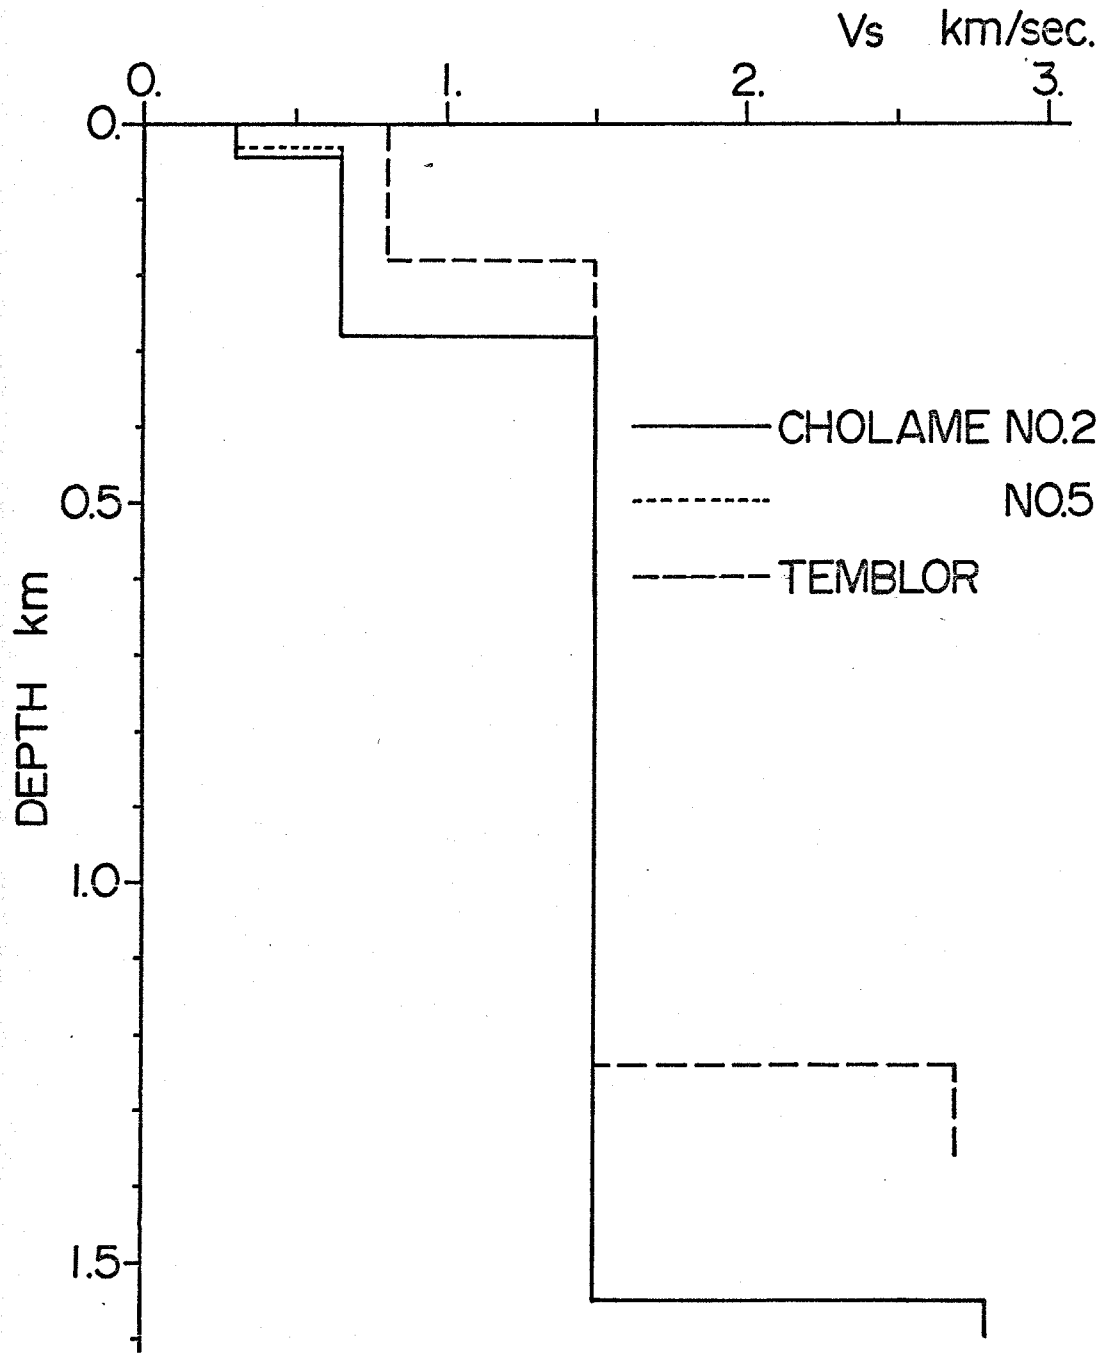 Vs km/sec.
0. 1. 2. 3.
0.
CHOLAME NO.2
0.5
NO.5
TEMBLOR
DEPTH km
1.0
1.5